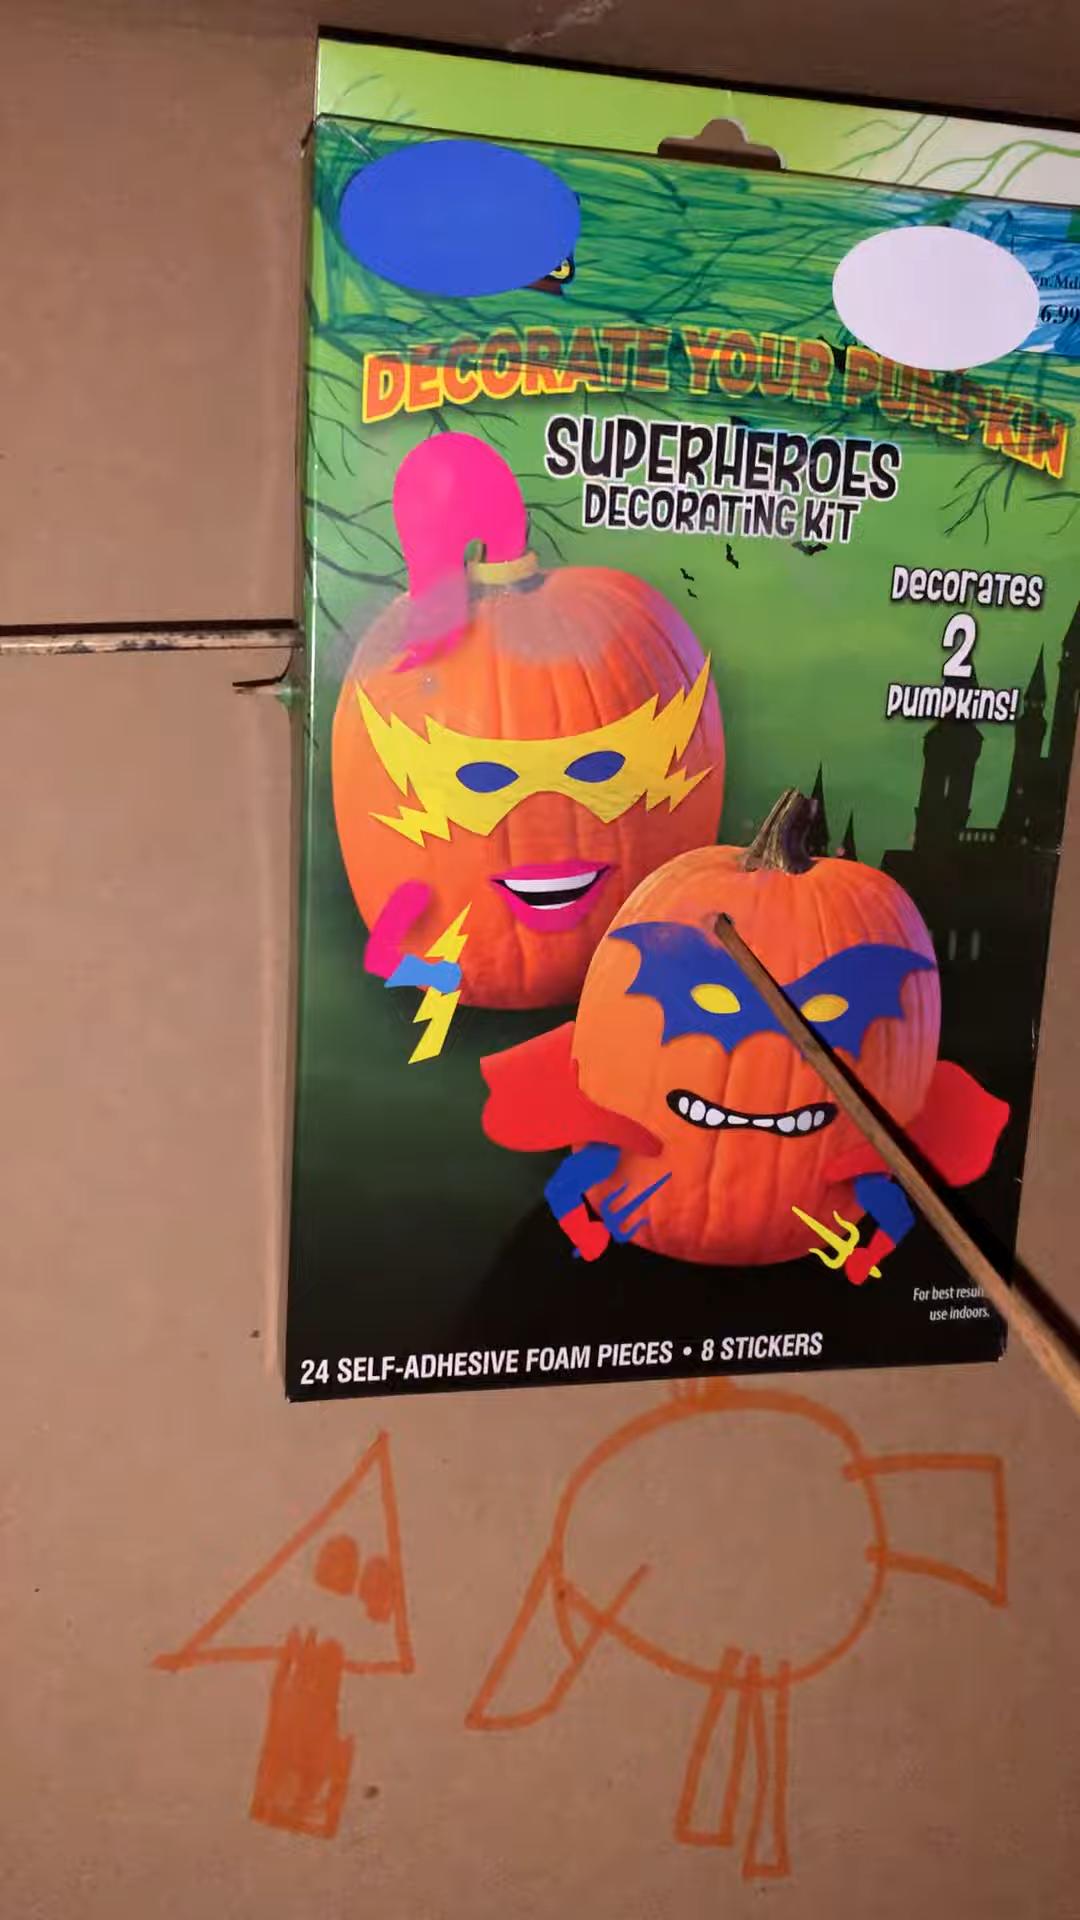 DECORATE YOUR PUMPKIN
SUPERHEROES
DECORATING KIT
DECORATES
2
PUMPKINS!
For best
use indoors.
24 SELF-ADHESIVE FOAM PIECES • 8 STICKERS